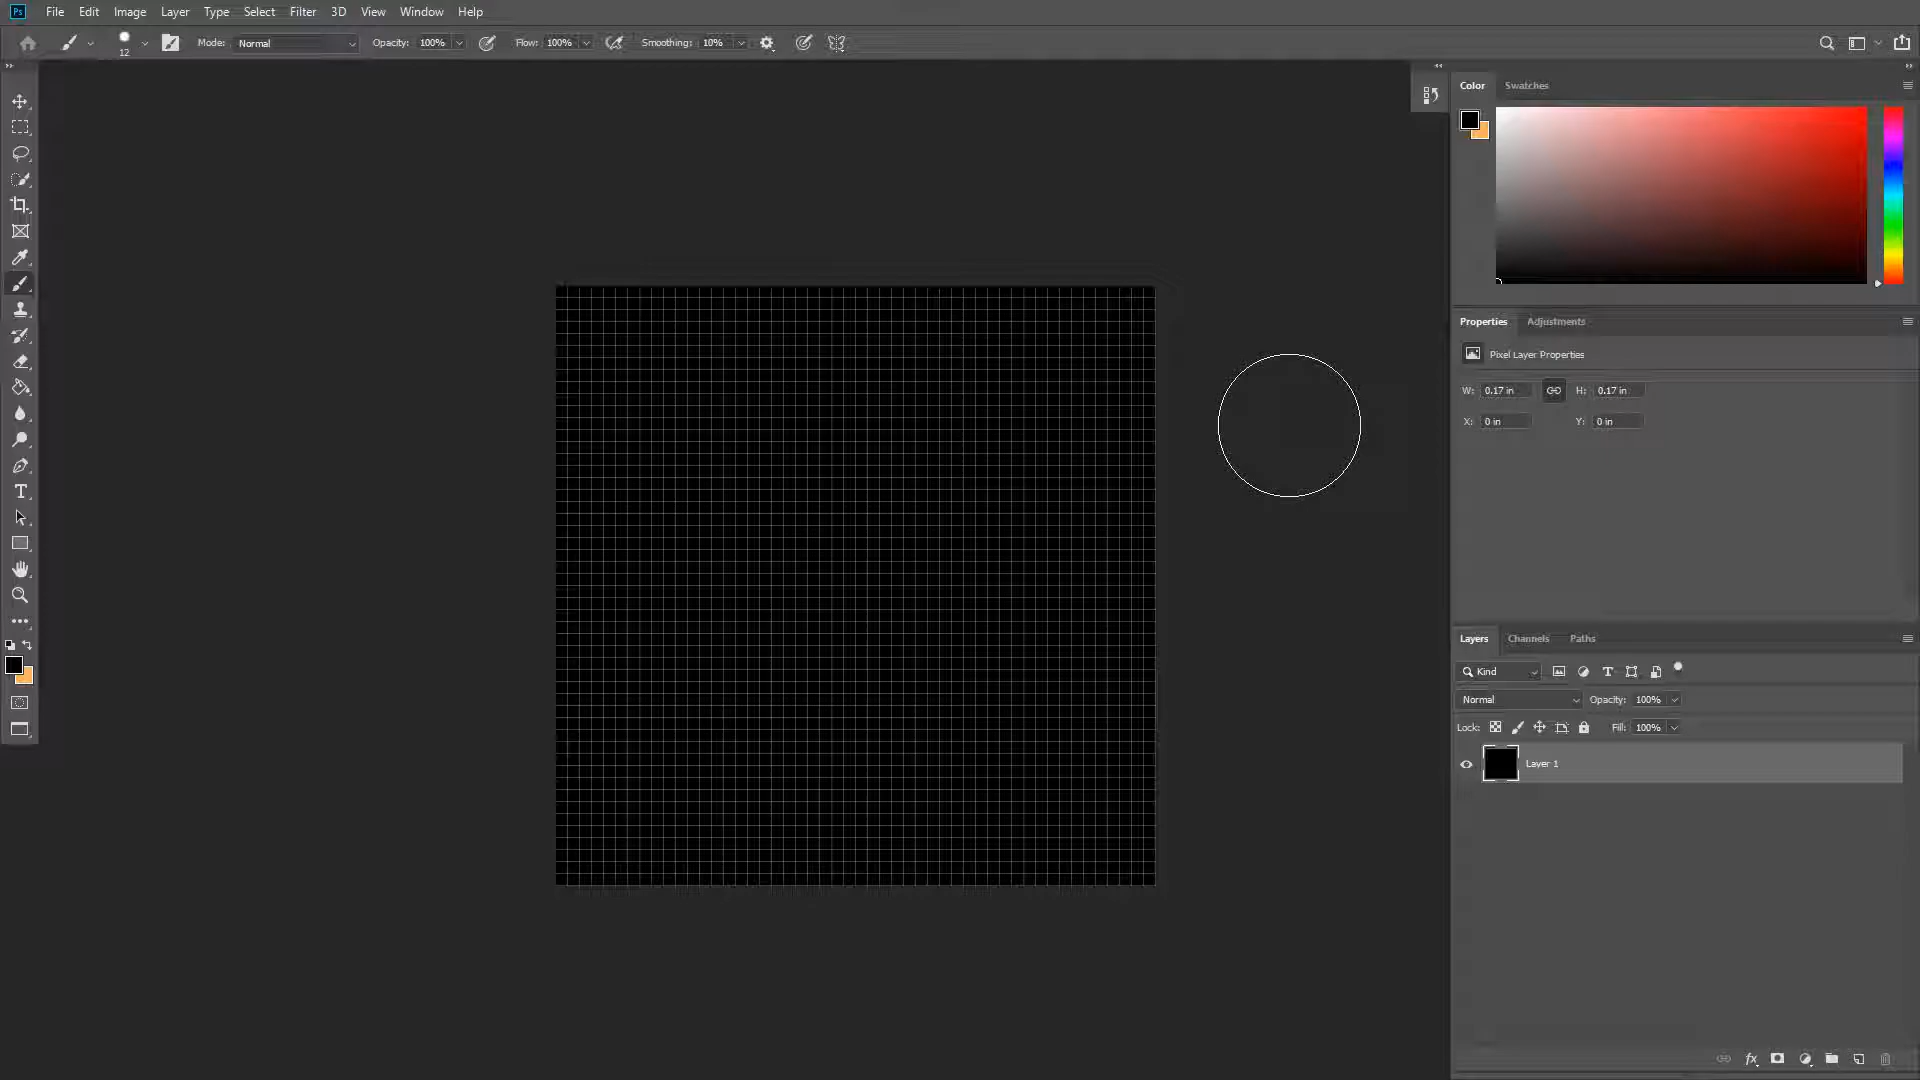 Ps File Edit Image Layer Type Select Filter 3D View Window Help
12 Mode: Normal Opacity: 100% Flow: 100% Smoothing: 10%
Color Swatches
Properties Adjustments
Pixel Layer Properties
W: 0.17 in H: 0.17 in
X: 0 in Y: 0 in
Layers Channels Paths
Kind
Normal Opacity: 100%
Lock: Fill: 100%
Layer 1
fx